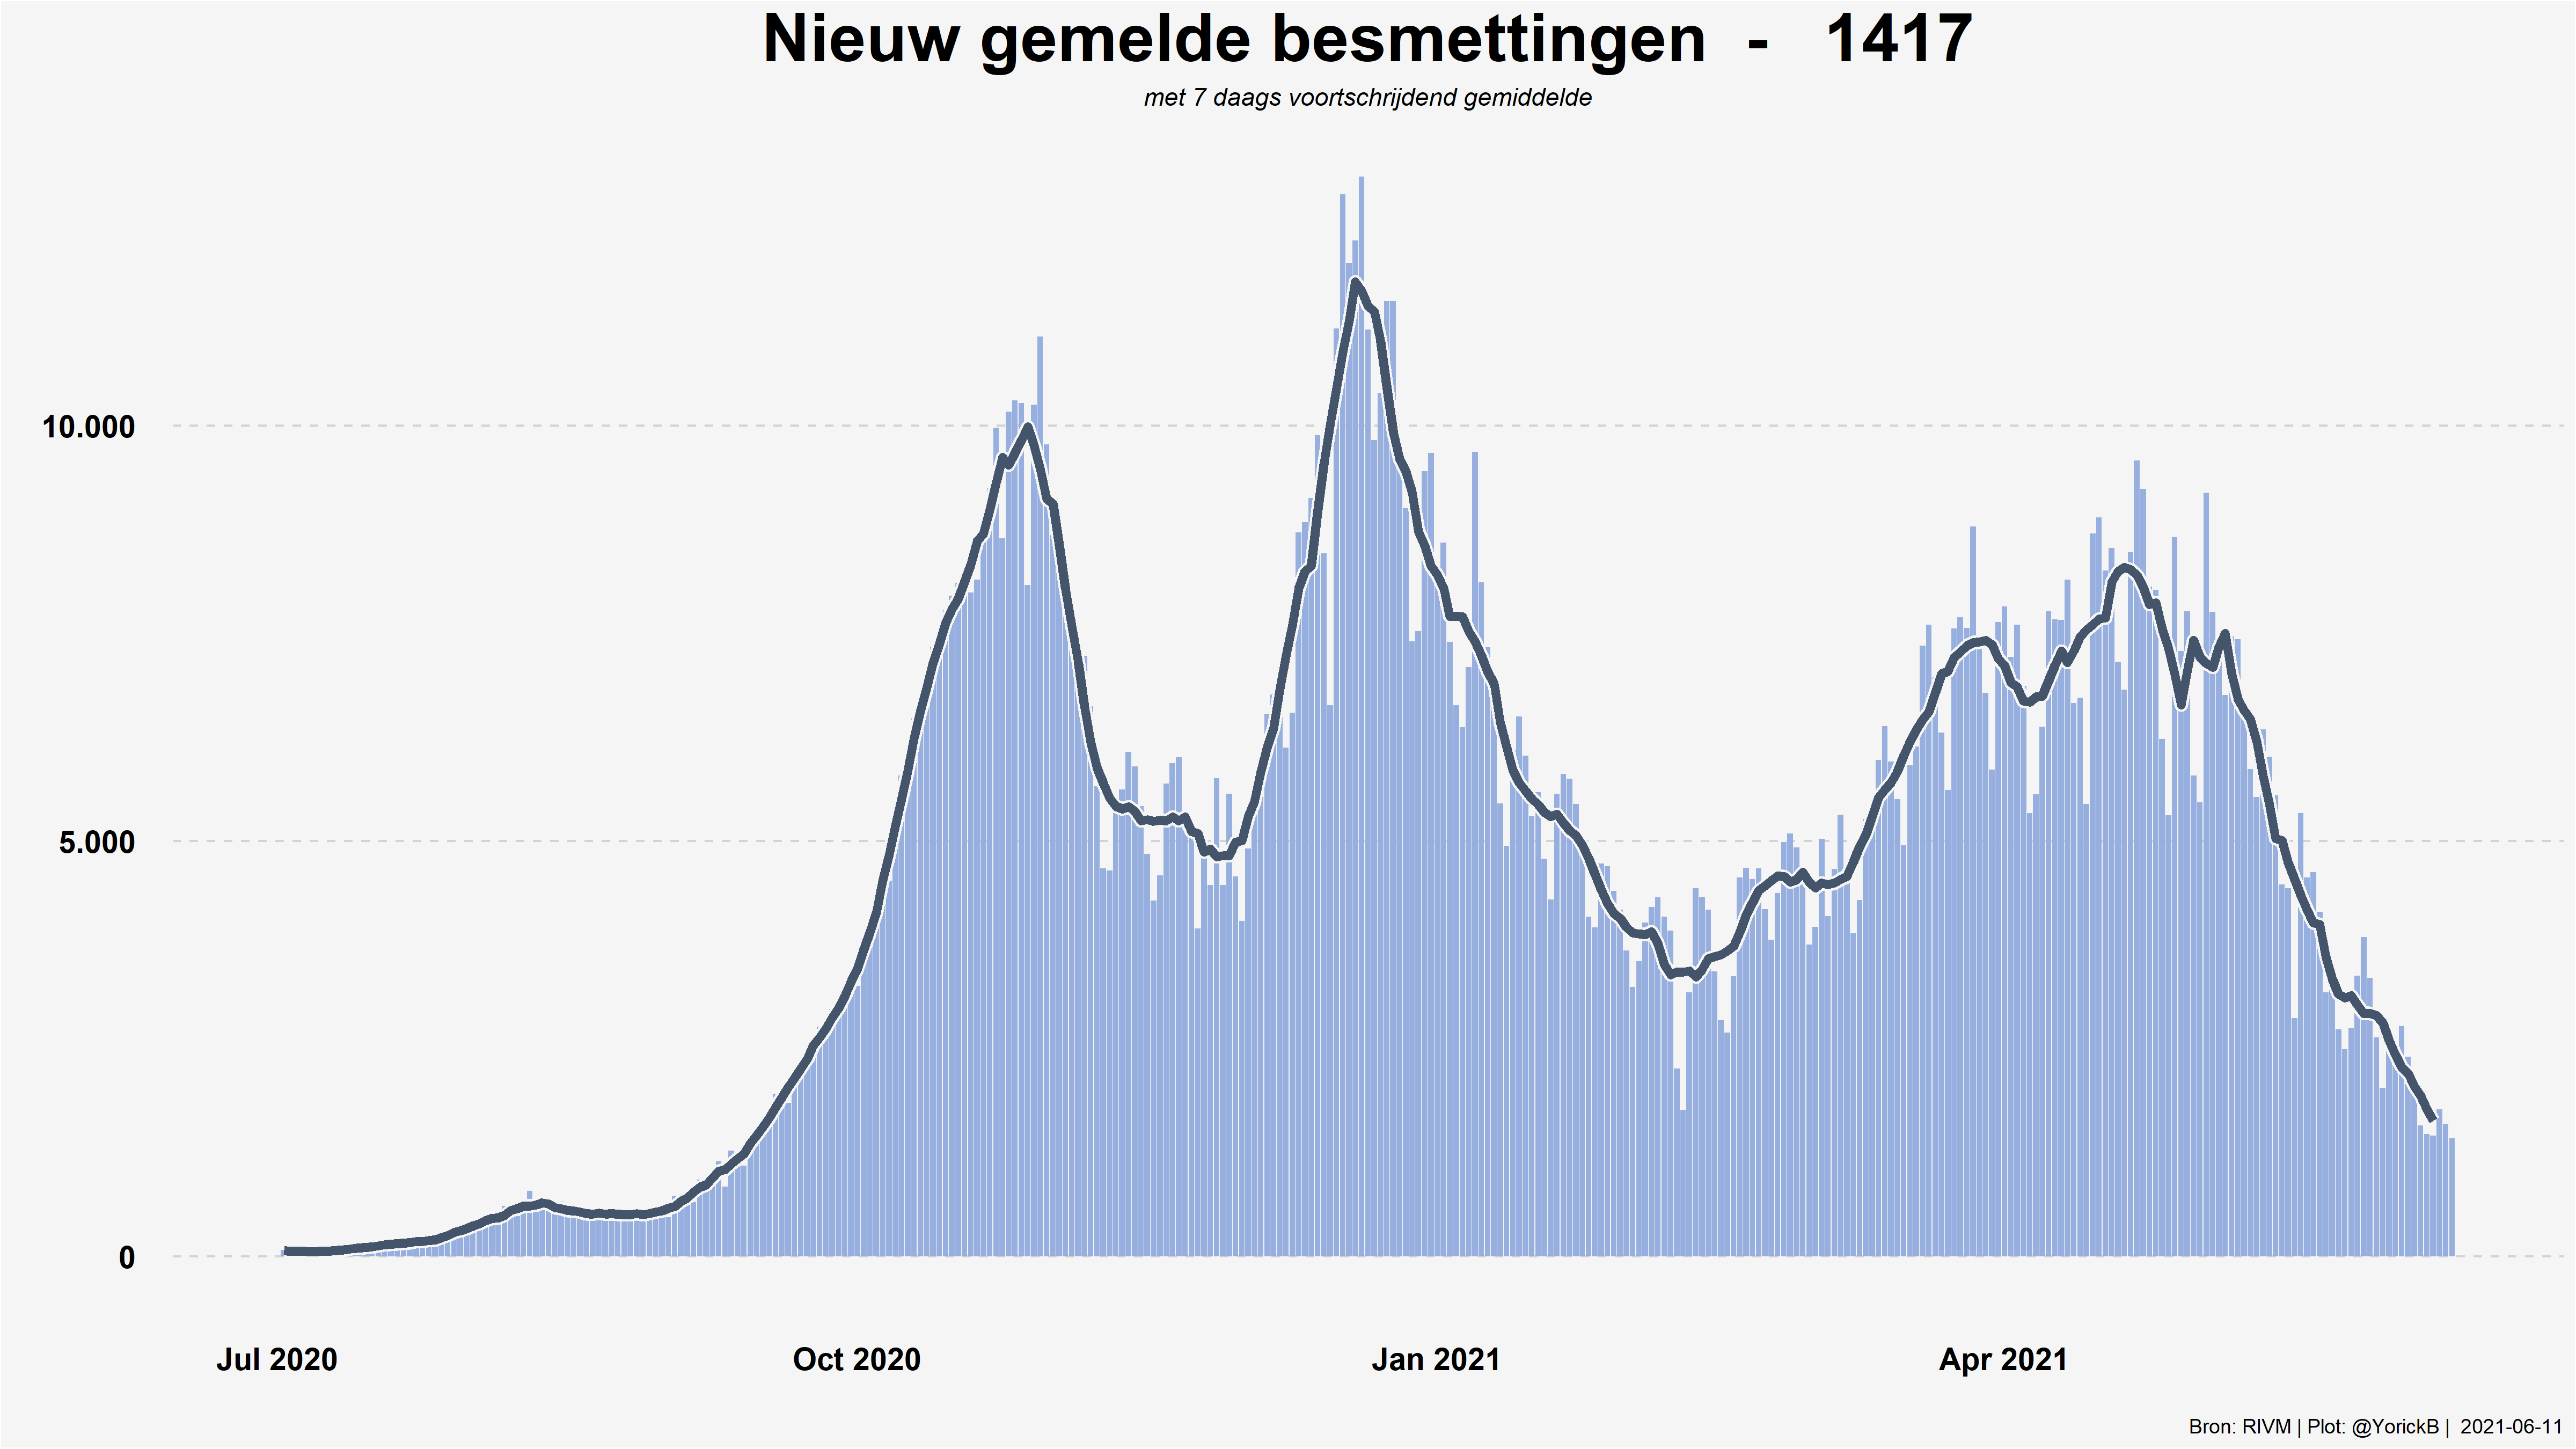 Nieuw gemelde besmettingen - 1417
met 7 daags voortschrijdend gemiddelde
10.000
5.000
0
Jul 2020
Oct 2020
Jan 2021
Apr 2021
Bron: RIVM | Plot: @YorickB | 2021-06-11